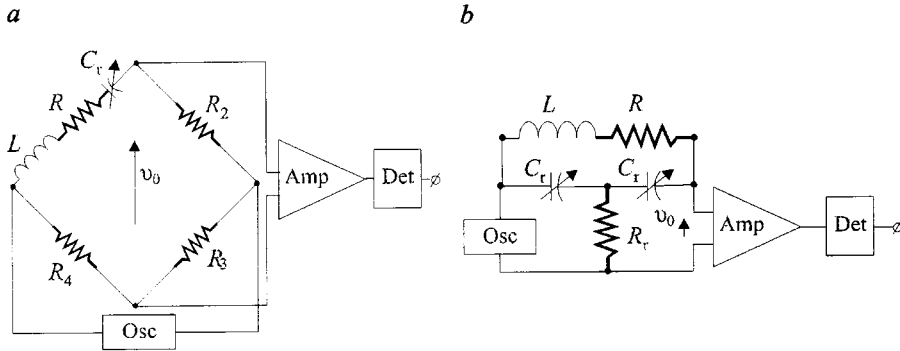 a
C_r
R
R_2
L
υ_0
Amp
Det
R_4
R_3
Osc
b
L
R
C_r
C_r
υ_0
Amp
Det
Osc
R_r